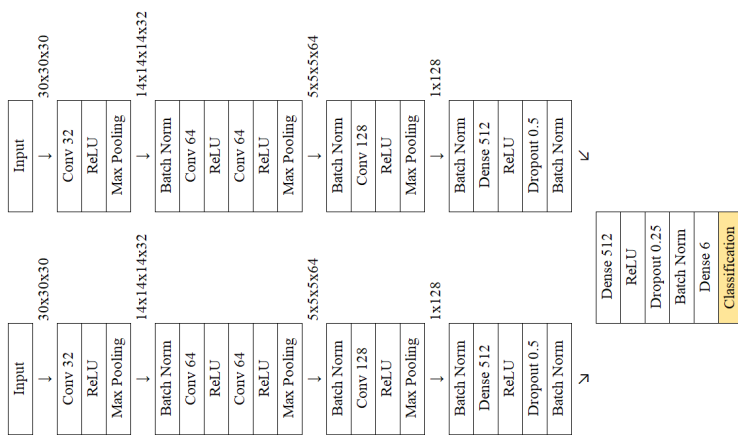 Input
30x30x30
Conv 32
ReLU
Max Pooling
14x14x14x32
Batch Norm
Conv 64
ReLU
Conv 64
ReLU
Max Pooling
5x5x5x64
Batch Norm
Conv 128
ReLU
Max Pooling
1x128
Batch Norm
Dense 512
ReLU
Dropout 0.5
Batch Norm
Input
30x30x30
Conv 32
ReLU
Max Pooling
14x14x14x32
Batch Norm
Conv 64
ReLU
Conv 64
ReLU
Max Pooling
5x5x5x64
Batch Norm
Conv 128
ReLU
Max Pooling
1x128
Batch Norm
Dense 512
ReLU
Dropout 0.5
Batch Norm
Dense 512
ReLU
Dropout 0.25
Batch Norm
Dense 6
Classification